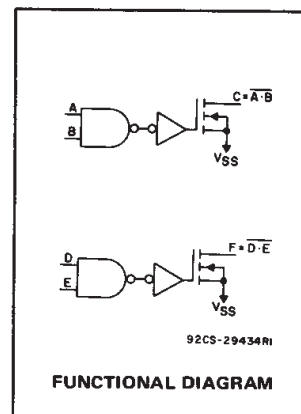 A
B
C = A·B
VSS
D
E
F = D·E
VSS
92CS-29434R1
FUNCTIONAL DIAGRAM